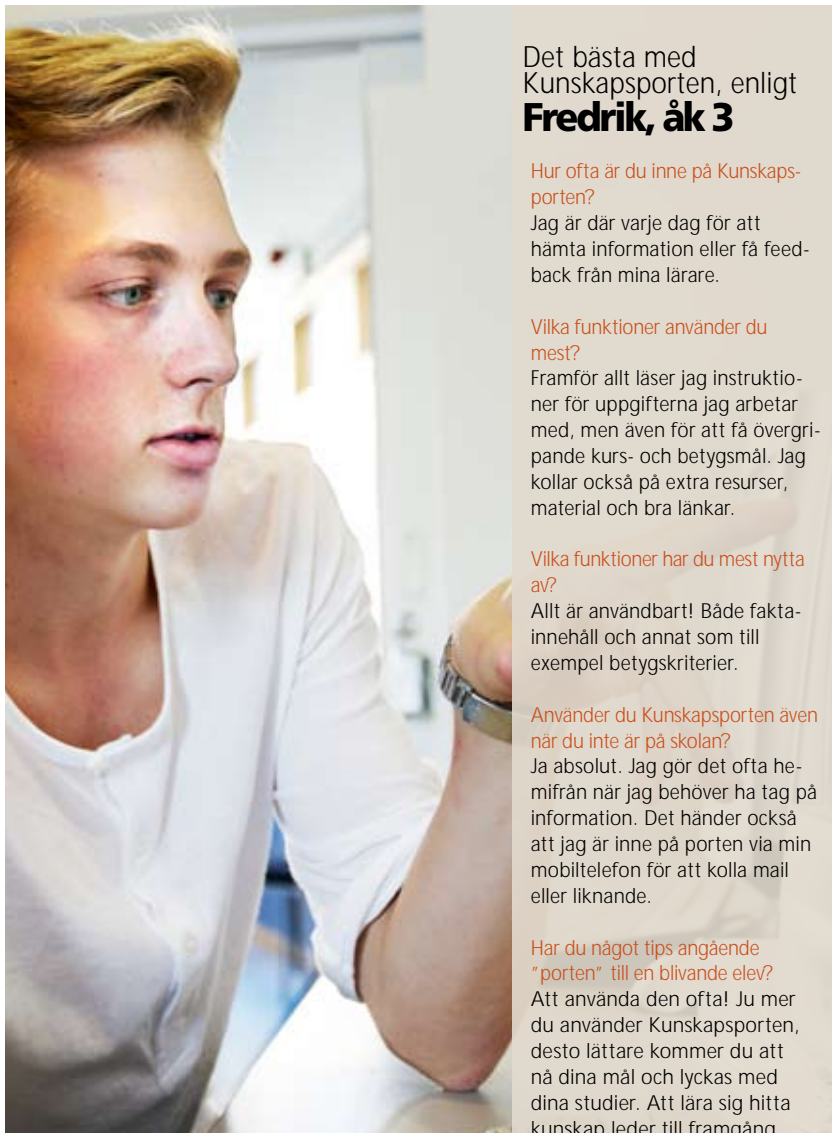 Det bästa med
Kunskapsporten, enligt
Fredrik, åk 3
Hur ofta är du inne på Kunskaps-
porten?
Jag är där varje dag för att
hämta information eller få feed-
back från mina lärare.
Vilka funktioner använder du
mest?
Framför allt läser jag instruktio-
ner för uppgifterna jag arbetar
med, men även för att få övergri-
pande kurs- och betygsmål. Jag
kollar också på extra resurser,
material och bra länkar.
Vilka funktioner har du mest nytta
av?
Allt är användbart! Både fakta-
innehåll och annat som till
exempel betygskriterier.
Använder du Kunskapsporten även
när du inte är på skolan?
Ja absolut. Jag gör det ofta he-
mifrån när jag behöver ha tag på
information. Det händer också
att jag är inne på porten via min
mobiltelefon för att kolla mail
eller liknande.
Har du något tips angående
"porten" till en blivande elev?
Att använda den ofta! Ju mer
du använder Kunskapsporten,
desto lättare kommer du att
nå dina mål och lyckas med
dina studier. Att lära sig hitta
kunskap leder till framgång